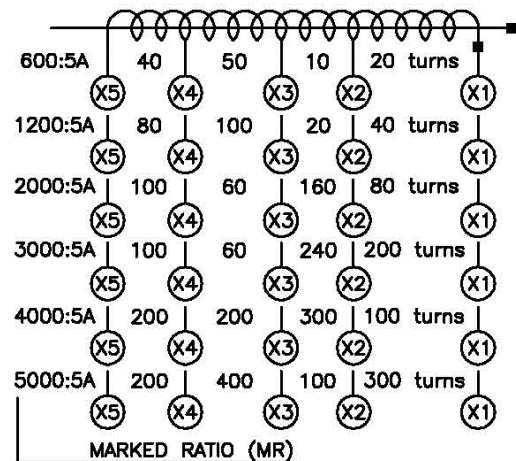 600:5A 40 50 10 20 turns
X5 X4 X3 X2 X1
1200:5A 80 100 20 40 turns
X5 X4 X3 X2 X1
2000:5A 100 60 160 80 turns
X5 X4 X3 X2 X1
3000:5A 100 60 240 200 turns
X5 X4 X3 X2 X1
4000:5A 200 200 300 100 turns
X5 X4 X3 X2 X1
5000:5A 200 400 100 300 turns
X5 X4 X3 X2 X1
MARKED RATIO (MR)